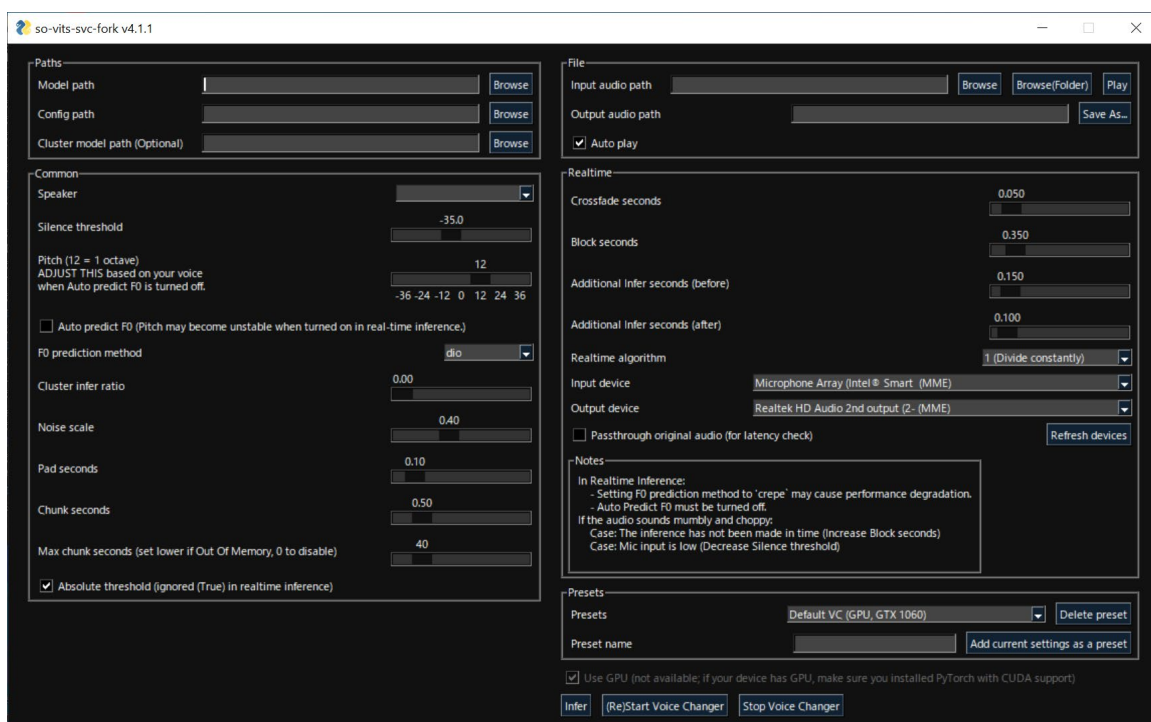 so-vits-svc-fork v4.1.1
Paths
Model path
Browse
Config path
Browse
Cluster model path (Optional)
Browse
Common
Speaker
Silence threshold
-35.0
Pitch (12 = 1 octave)
ADJUST THIS based on your voice
when Auto predict F0 is turned off.
12
-36 -24 -12 0 12 24 36
Auto predict F0 (Pitch may become unstable when turned on in real-time inference.)
F0 prediction method
dio
Cluster infer ratio
0.00
Noise scale
0.40
Pad seconds
0.10
Chunk seconds
0.50
Max chunk seconds (set lower if Out Of Memory, 0 to disable)
40
Absolute threshold (ignored (True) in realtime inference)
File
Input audio path
Browse
Browse(Folder)
Play
Output audio path
Save As...
Auto play
Realtime
Crossfade seconds
0.050
Block seconds
0.350
Additional Infer seconds (before)
0.150
Additional Infer seconds (after)
0.100
Realtime algorithm
1 (Divide constantly)
Input device
Microphone Array (Intel® Smart (MME)
Output device
Realtek HD Audio 2nd output (2- (MME)
Passthrough original audio (for latency check)
Refresh devices
Notes
In Realtime Inference:
- Setting F0 prediction method to 'crepe` may cause performance degradation.
- Auto Predict F0 must be turned off.
If the audio sounds mumbly and choppy:
Case: The inference has not been made in time (Increase Block seconds)
Case: Mic input is low (Decrease Silence threshold)
Presets
Presets
Default VC (GPU, GTX 1060)
Delete preset
Preset name
Add current settings as a preset
Use GPU (not available; if your device has GPU, make sure you installed PyTorch with CUDA support)
Infer
(Re)Start Voice Changer
Stop Voice Changer